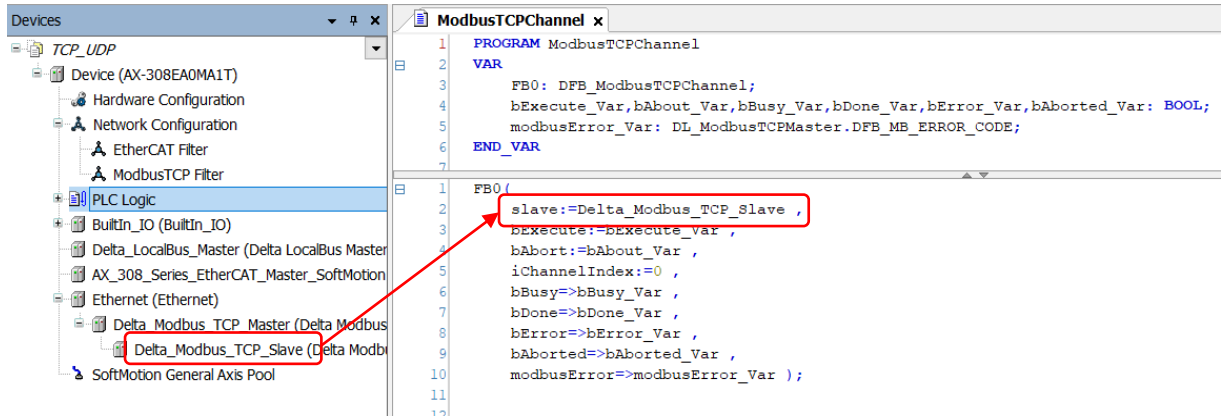 Devices
TCP_UDP
Device (AX-308EA0MA1T)
Hardware Configuration
Network Configuration
EtherCAT Filter
ModbusTCP Filter
PLC Logic
BuiltIn_IO (BuiltIn_IO)
Delta_LocalBus_Master (Delta LocalBus Master
AX_308_Series_EtherCAT_Master_SoftMotion
Ethernet (Ethernet)
Delta_Modbus_TCP_Master (Delta Modbus
Delta_Modbus_TCP_Slave (Delta Modb
SoftMotion General Axis Pool
ModbusTCPChannel
1 PROGRAM ModbusTCPChannel
2 VAR
3 FB0: DFB_ModbusTCPChannel;
4 bExecute_Var,bAbout_Var,bBusy_Var,bDone_Var,bError_Var,bAborted_Var: BOOL;
5 modbusError_Var: DL_ModbusTCPMaster.DFB_MB_ERROR_CODE;
6 END_VAR
7
1 FB0(
2 slave:=Delta_Modbus_TCP_Slave ,
3 bExecute:=bExecute_Var ,
4 bAbort:=bAbout_Var ,
5 iChannelIndex:=0 ,
6 bBusy=>bBusy_Var ,
7 bDone=>bDone_Var ,
8 bError=>bError_Var ,
9 bAborted=>bAborted_Var ,
10 modbusError=>modbusError_Var );
11
12